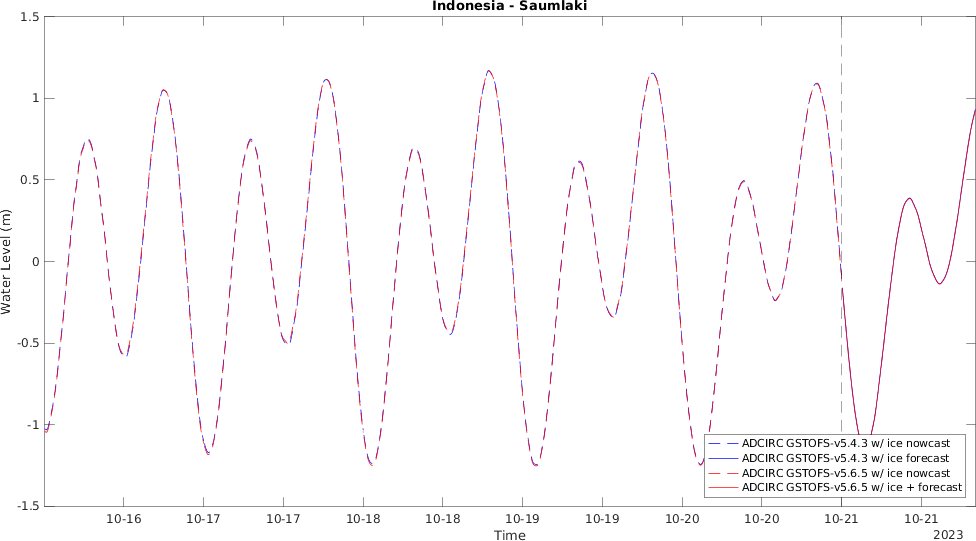 Indonesia - Saumlaki
1.5
1
0.5
0
-0.5
-1
-1.5
Water Level (m)
10-16
10-17
10-17
10-18
10-18
10-19
10-19
10-20
10-20
10-21
10-21
Time
2023
ADCIRC GSTOFS-v5.4.3 w/ ice nowcast
ADCIRC GSTOFS-v5.4.3 w/ ice forecast
ADCIRC GSTOFS-v5.6.5 w/ ice nowcast
ADCIRC GSTOFS-v5.6.5 w/ ice + forecast